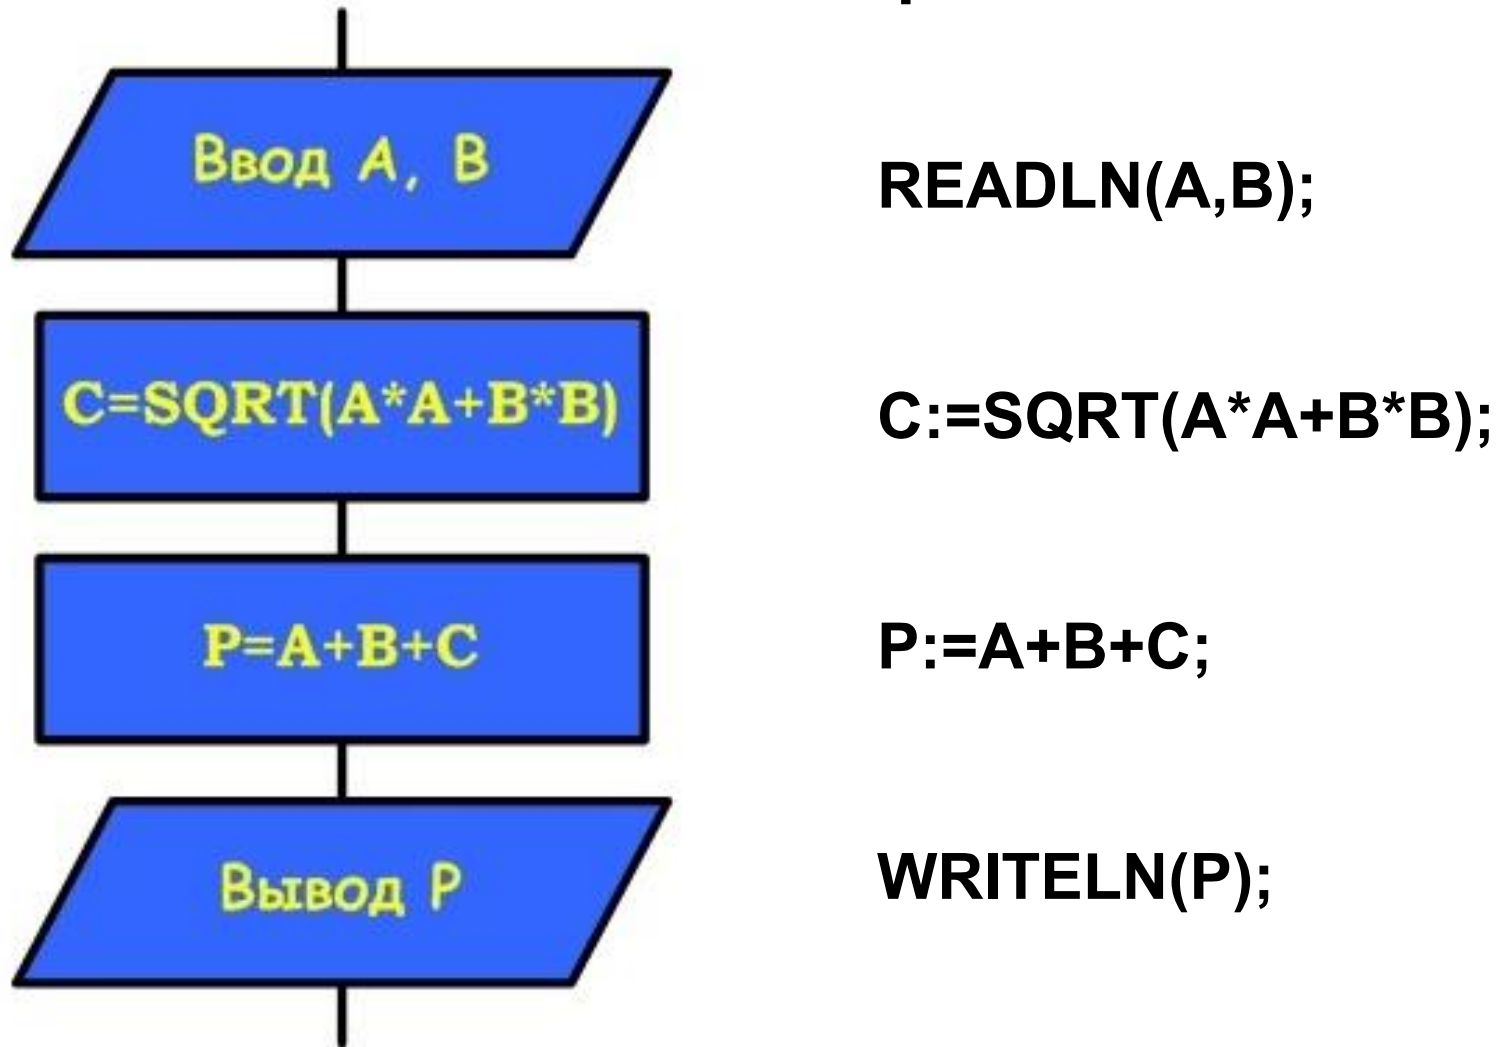 Ввод А, В
READLN(A,B);
C=SQRT(A*A+B*B)
C:=SQRT(A*A+B*B);
P=A+B+C
P:=A+B+C;
Вывод Р
WRITELN(P);